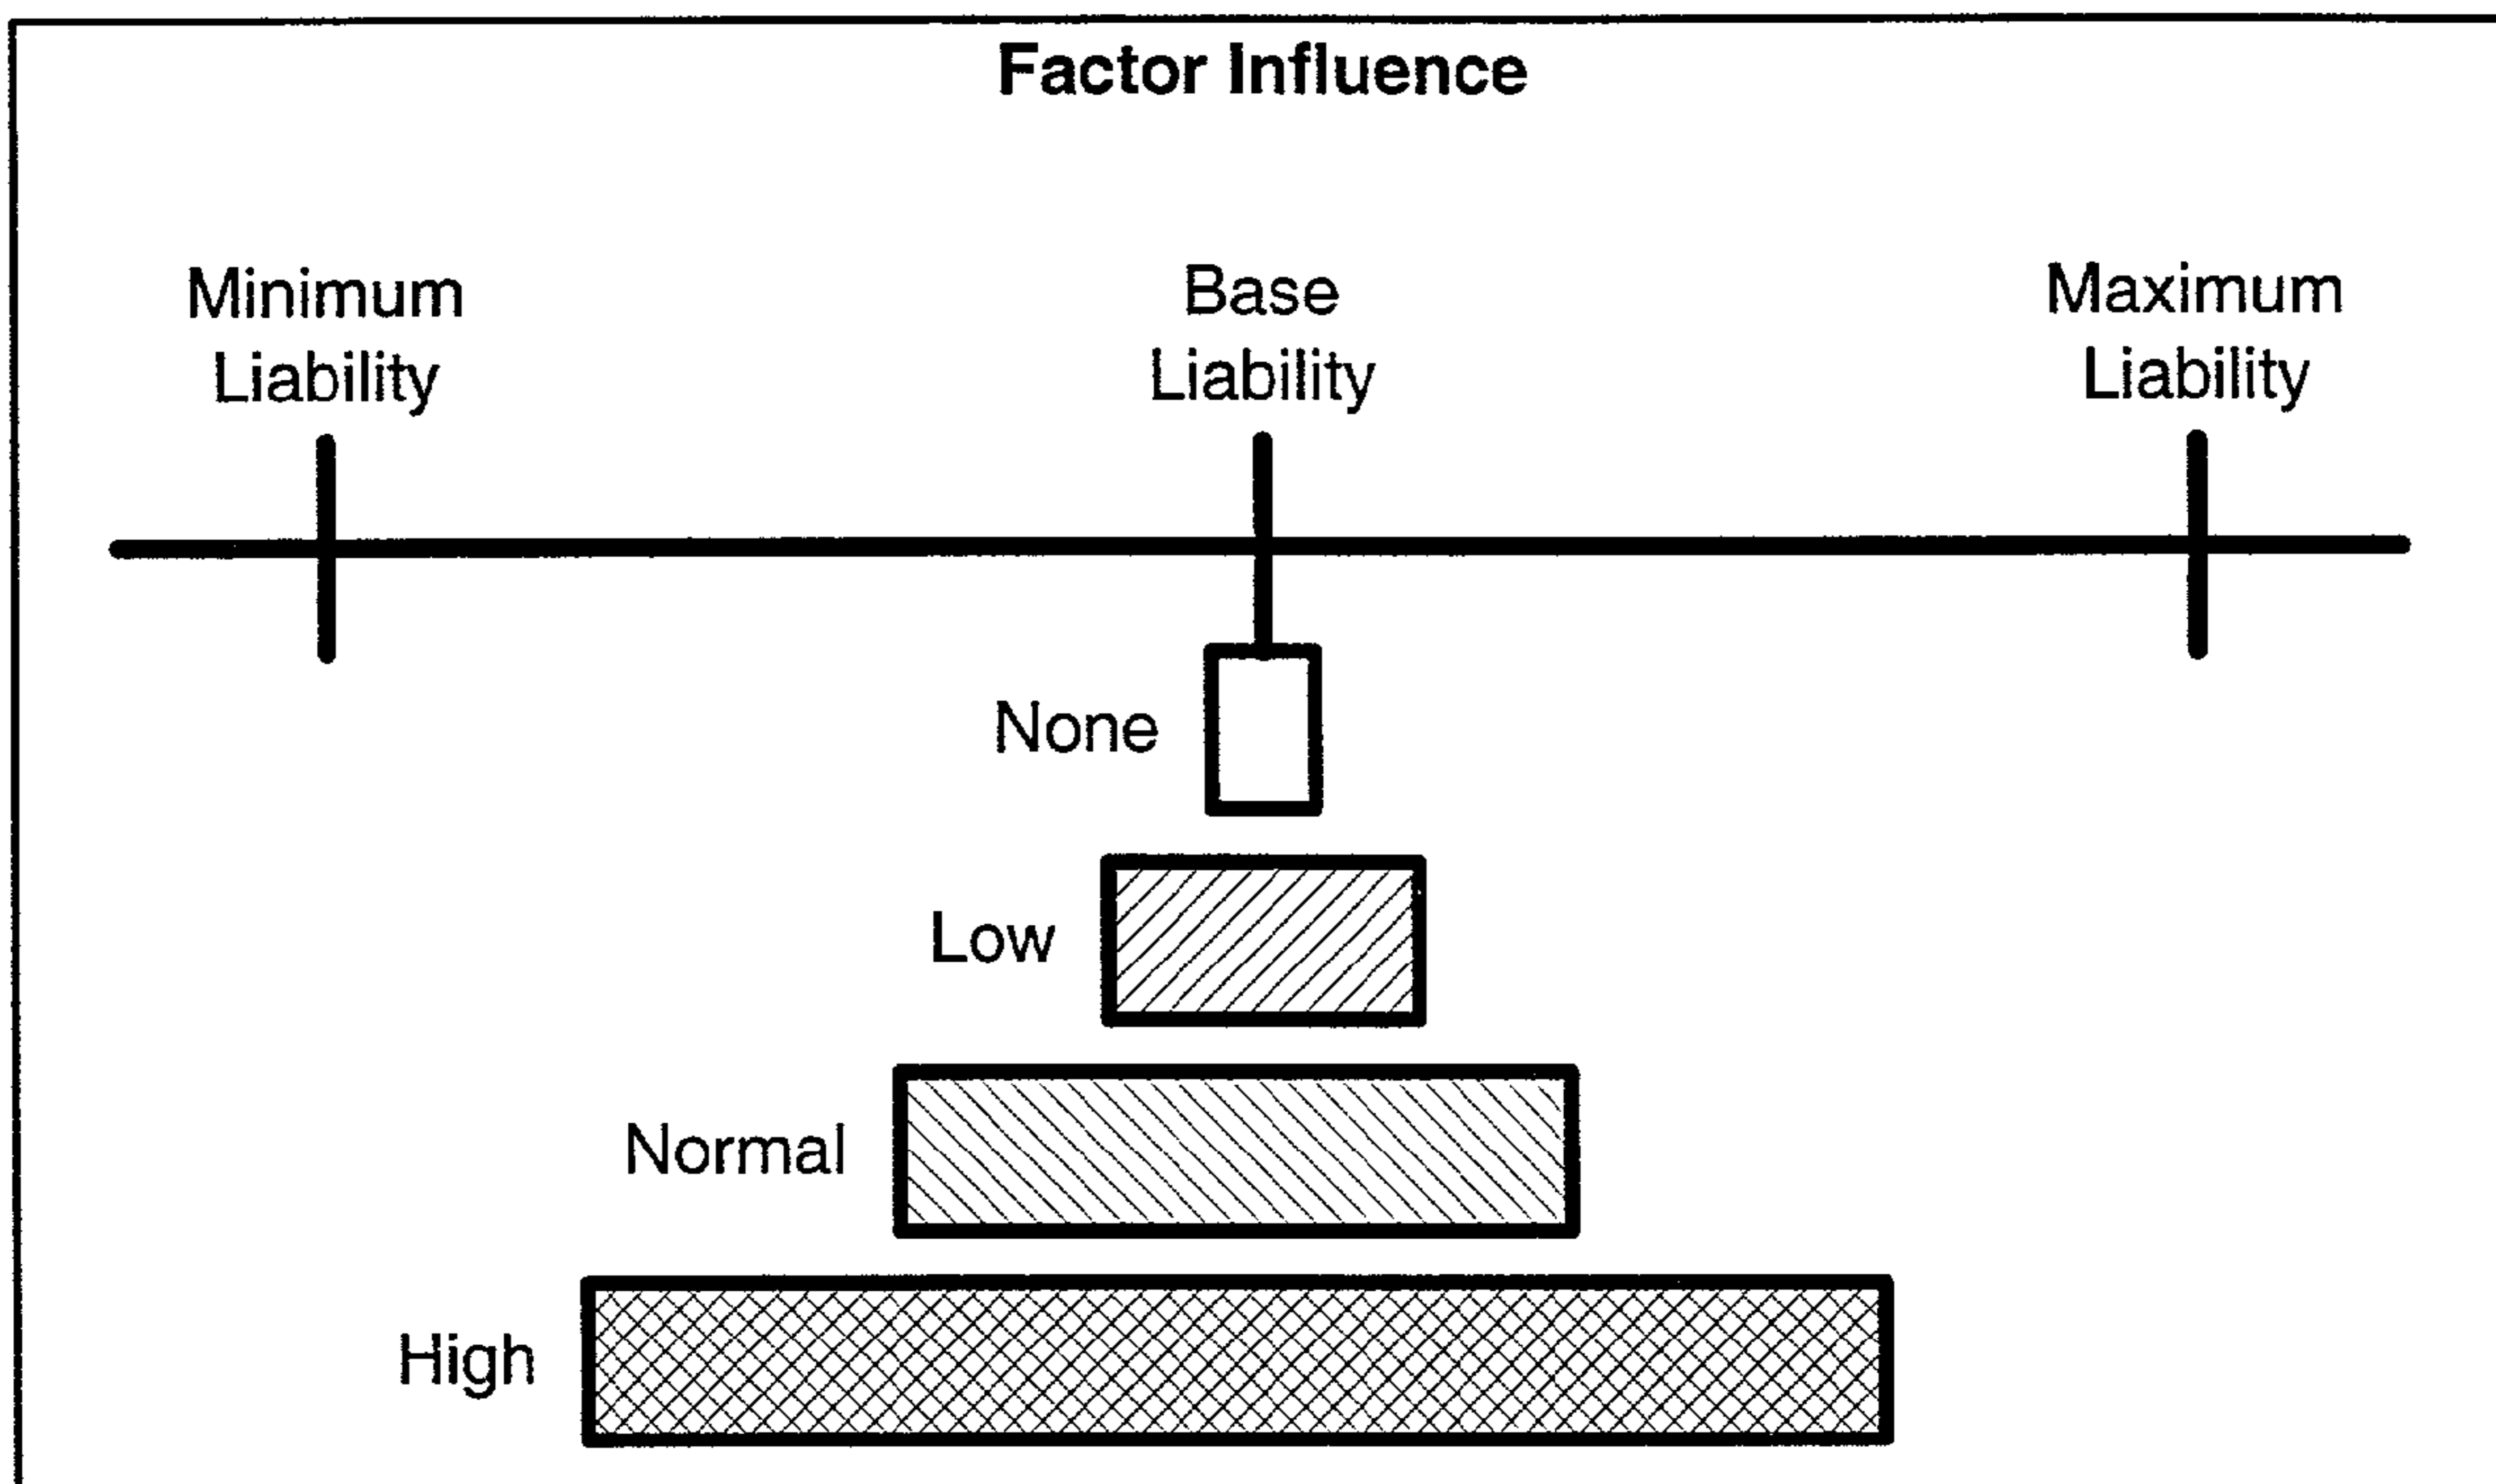 Factor Influence
Minimum
Liability
Base
Liability
Maximum
Liability
None
Low
Normal
High